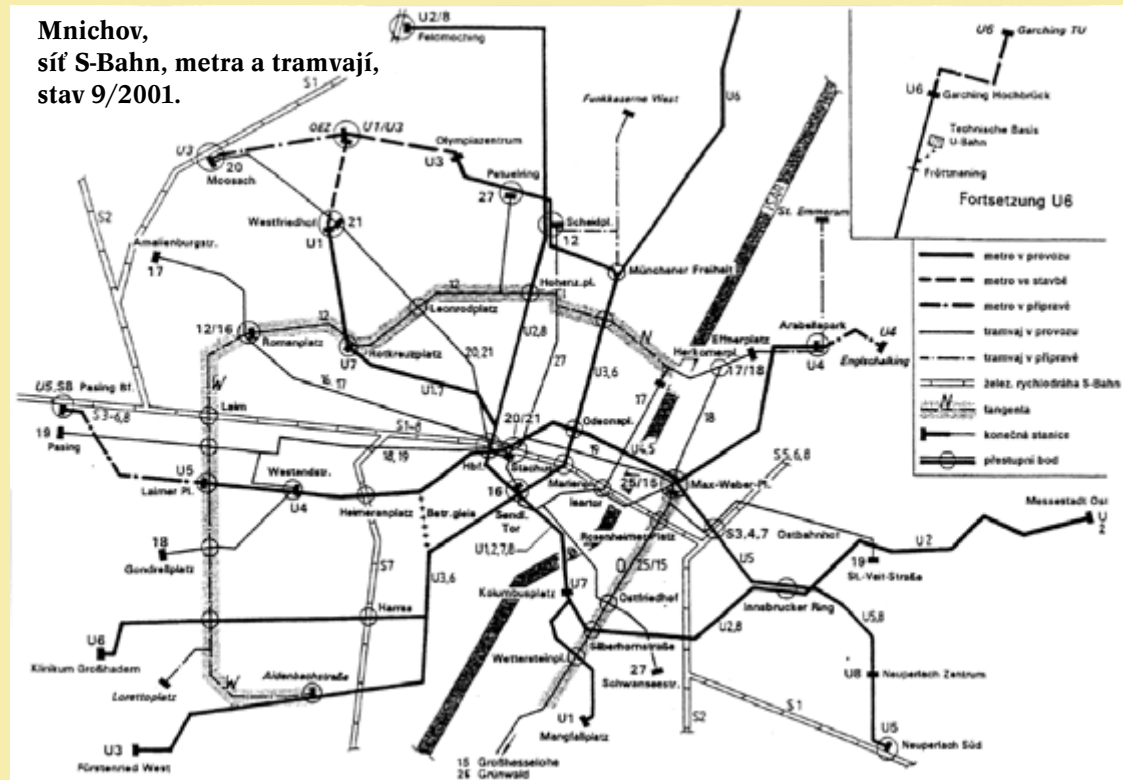 Mnichov,
síť S-Bahn, metra a tramvají,
stav 9/2001.
U2/8
Feldmoching
U6 Garching TU
U6
Garching Hochbrück
Technische Basis
U-Bahn
Fröttmaning
Fortsetzung U6
S1
OEZ
U1/U3
Funkkaserne West
U6
U3
20
Moosach
Olympiazentrum
U3
Petuelring
27
S2
Westfriedhof
21
U1
Scheidpl.
12
St. Emmeram
Amalienburgstr.
17
Münchner Freiheit
12
Hohenz.pl.
Leonrodplatz
N
12/16
12
Romanplatz
U7
Rotkreuzplatz
U2,8
20,21
27
U3,6
Effnerplatz
Herkomerpl.
17/18
Arabellapark
U4
U4
Englschalking
U5,S8 Pasing Bf.
W
16, 17
U1,7
17
18
S3-6,8
Laim
20/21
Odeonspl.
19
Pasing
S1-8
18, 19
Hbf.
Stachus
19
U4,5
S5,6,8
U5
Laimer Pl.
Westendstr.
U4
Heimeranplatz
Betr.gleis
16
Sendl.
Tor
Isartor
25/15
Max-Weber-Pl.
Messestadt Ost
U
2
Rosenheimer Platz
S3,4,7
Ostbahnhof
18
Gondrellplatz
U1,2,7,8
25/15
U5
U2
19
St.-Veit-Straße
S7
U3,6
U7
Kolumbusplatz
Ostfriedhof
Innsbrucker Ring
Harras
U2,8
U5,8
U6
Klinikum Großhadern
Silberhornstraße
Wettersteinpl.
27
Schwanseestr.
U8
Neuperlach Zentrum
Lorettoplatz
W
Aidenbachstraße
U1
Mangfallplatz
S2
S1
U5
Neuperlach Süd
U3
Fürstenried West
15 Großhesselohe
25 Grünwald
metro v provozu
metro ve stavbě
metro v přípravě
tramvaj v provozu
tramvaj v přípravě
želez. rychlodráha S-Bahn
N
tangenta
konečná stanice
přestupní bod